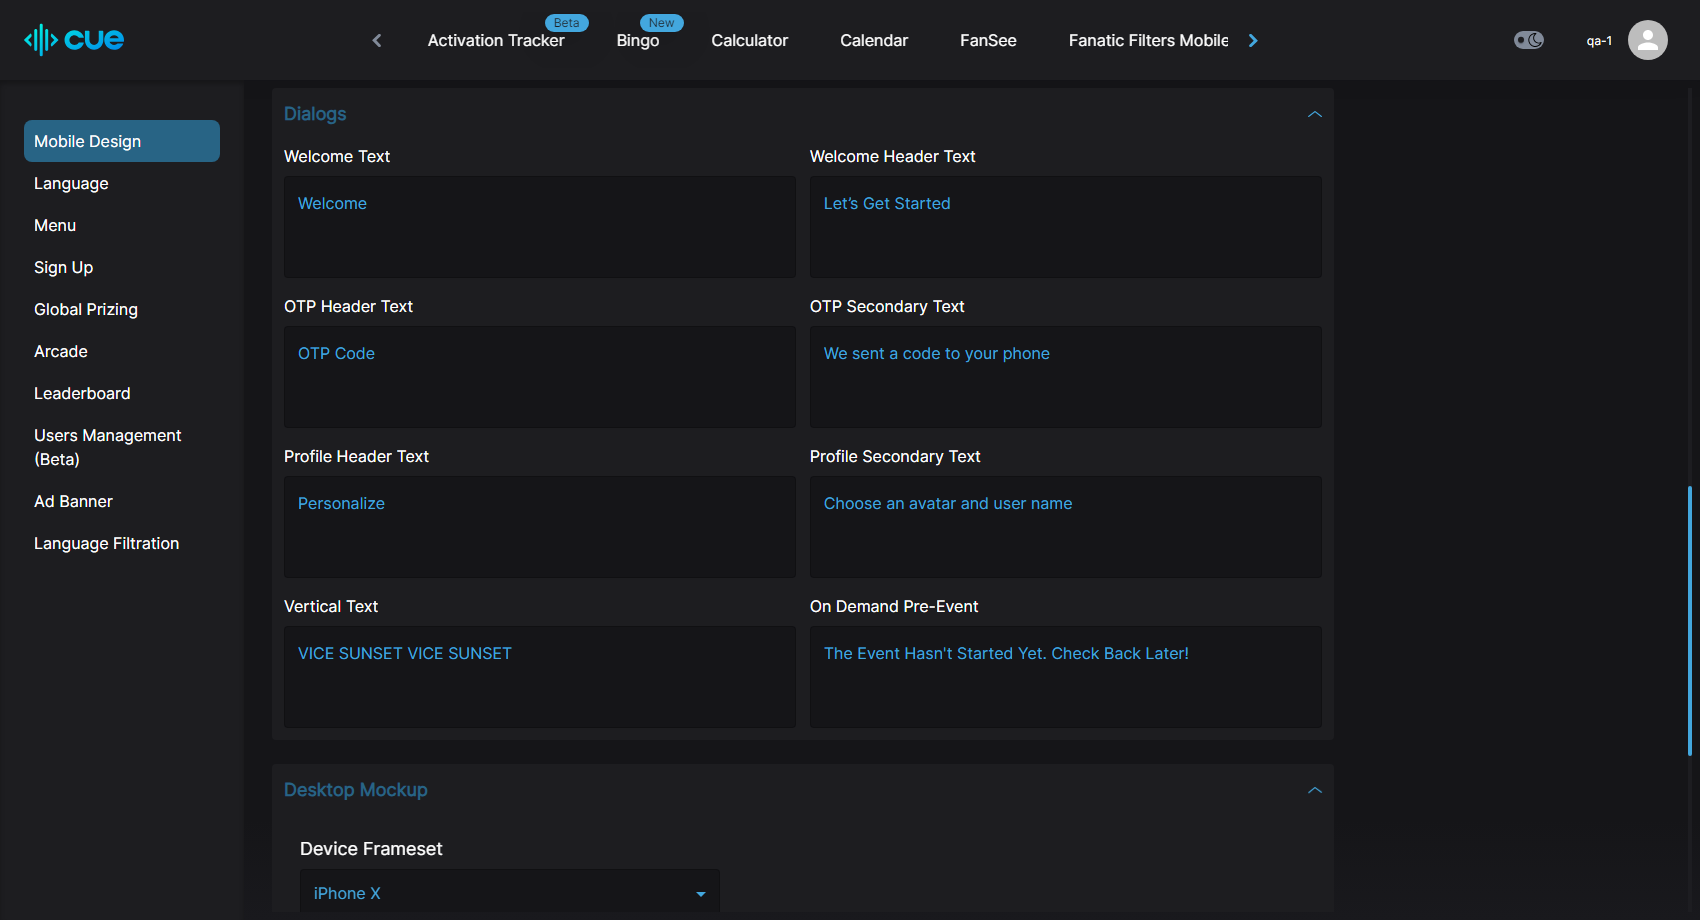 cue
Activation Tracker
Beta
Bingo
New
Calculator
Calendar
FanSee
Fanatic Filters Mobile
qa-1
Mobile Design
Language
Menu
Sign Up
Global Prizing
Arcade
Leaderboard
Users Management
(Beta)
Ad Banner
Language Filtration
Dialogs
Welcome Text
Welcome
Welcome Header Text
Let’s Get Started
OTP Header Text
OTP Code
OTP Secondary Text
We sent a code to your phone
Profile Header Text
Personalize
Profile Secondary Text
Choose an avatar and user name
Vertical Text
VICE SUNSET VICE SUNSET
On Demand Pre-Event
The Event Hasn't Started Yet. Check Back Later!
Desktop Mockup
Device Frameset
iPhone X